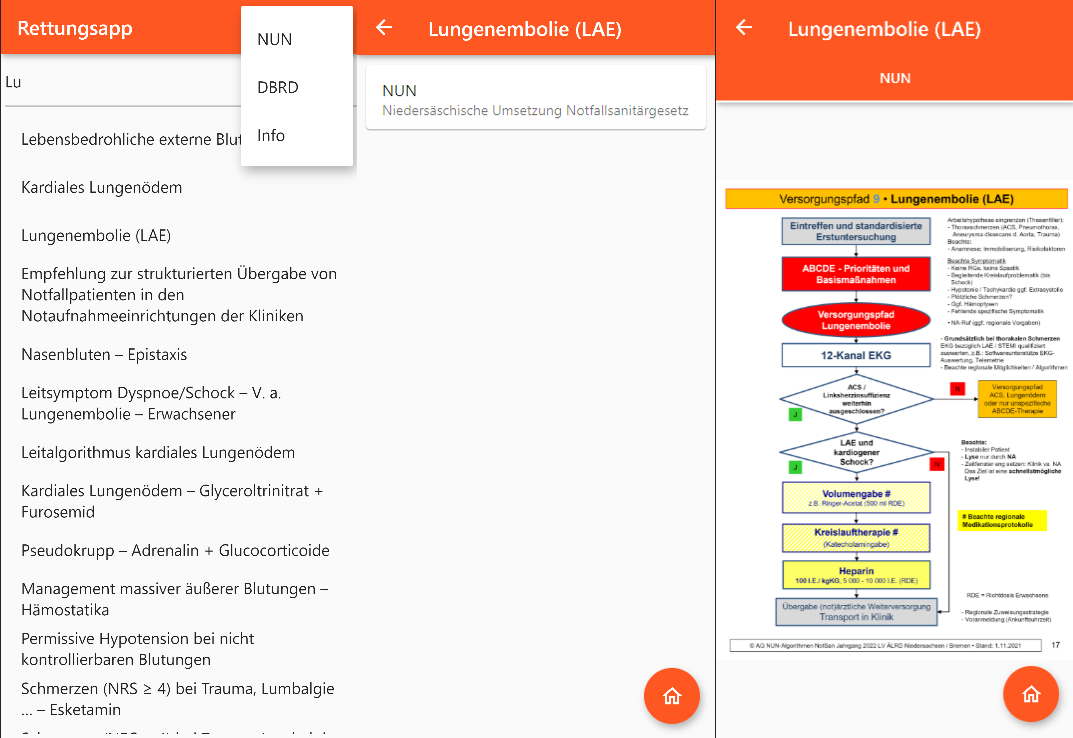 Rettungsapp
NUN
DBRD
Info
Lu
Lebensbedrohliche externe Blut
Kardiales Lungenödem
Lungenembolie (LAE)
Empfehlung zur strukturierten Übergabe von
Notfallpatienten in den
Notaufnahmeeinrichtungen der Kliniken
Nasenbluten – Epistaxis
Leitsymptom Dyspnoe/Schock – V. a.
Lungenembolie – Erwachsener
Leitalgorithmus kardiales Lungenödem
Kardiales Lungenödem – Glyceroltrinitrat +
Furosemid
Pseudokrupp – Adrenalin + Glucocorticoide
Management massiver äußerer Blutungen –
Hämostatika
Permissive Hypotension bei nicht
kontrollierbaren Blutungen
Schmerzen (NRS ≥ 4) bei Trauma, Lumbalgie
... – Esketamin
Lungenembolie (LAE)
NUN
Niedersäschische Umsetzung Notfallsanitärgesetz
Lungenembolie (LAE)
NUN
Versorgungspfad 9 • Lungenembolie (LAE)
Eintreffen und standardisierte
Erstuntersuchung
Arbeitshypothese eingrenzen (Thesenfilter):
- Thoraxschmerzen (ACS, Pneumothorax,
Aneurysma dissecans d. Aorta, Trauma)
Beachte:
- Anamnese; Immobilisierung, Risikofaktoren
ABCDE - Prioritäten und
Basismaßnahmen
Beachte Symptomatik
- Keine RGs, keine Spastik
- Begleitende Kreislaufproblematik (bis
Schock)
- Hypotonie / Tachykardie ggf. Extrasystolie
- Plötzliche Schmerzen?
- Ggf. Hämoptysen
- Fehlende spezifische Symptomatik
Versorgungspfad
Lungenembolie
• NA-Ruf (ggf. regionale Vorgaben)
12-Kanal EKG
- Grundsätzlich bei thorakalen Schmerzen
EKG bezüglich LAE / STEMI qualifiziert
auswerten, z.B.: Softwareunterstütze EKG-
Auswertung, Telemetrie
- Beachte regionale Möglichkeiten / Algorithmen
ACS /
Linksherzinsuffizienz
weiterhin
ausgeschlossen?
J
N
Versorgungspfad
ACS, Lungenödem
oder nur unspezifische
ABCDE-Therapie
LAE und
kardiogener
Schock?
J
N
Beachte:
- Instabiler Patient
- Lyse nur durch NA
- Zeitfenster eng setzen: Klinik vs. NA
Das Ziel ist eine schnellstmögliche
Lyse!
Volumengabe #
z.B. Ringer-Acetat (500 ml RDE)
# Beachte regionale
Medikationsprotokolle
Kreislauftherapie #
(Katecholamingabe)
Heparin
100 I.E./ kgKG, 5 000 - 10 000 I.E. (RDE)
RDE = Richtdosis Erwachsene
Übergabe (not)ärztliche Weiterversorgung
Transport in Klinik
- Regionale Zuweisungsstrategie
- Voranmeldung (Ankunftsuhrzeit)
© AG NUN-Algorithmen NotSan Jahrgang 2022 LV ÄLRD Niedersachsen / Bremen • Stand: 1.11.2021
17